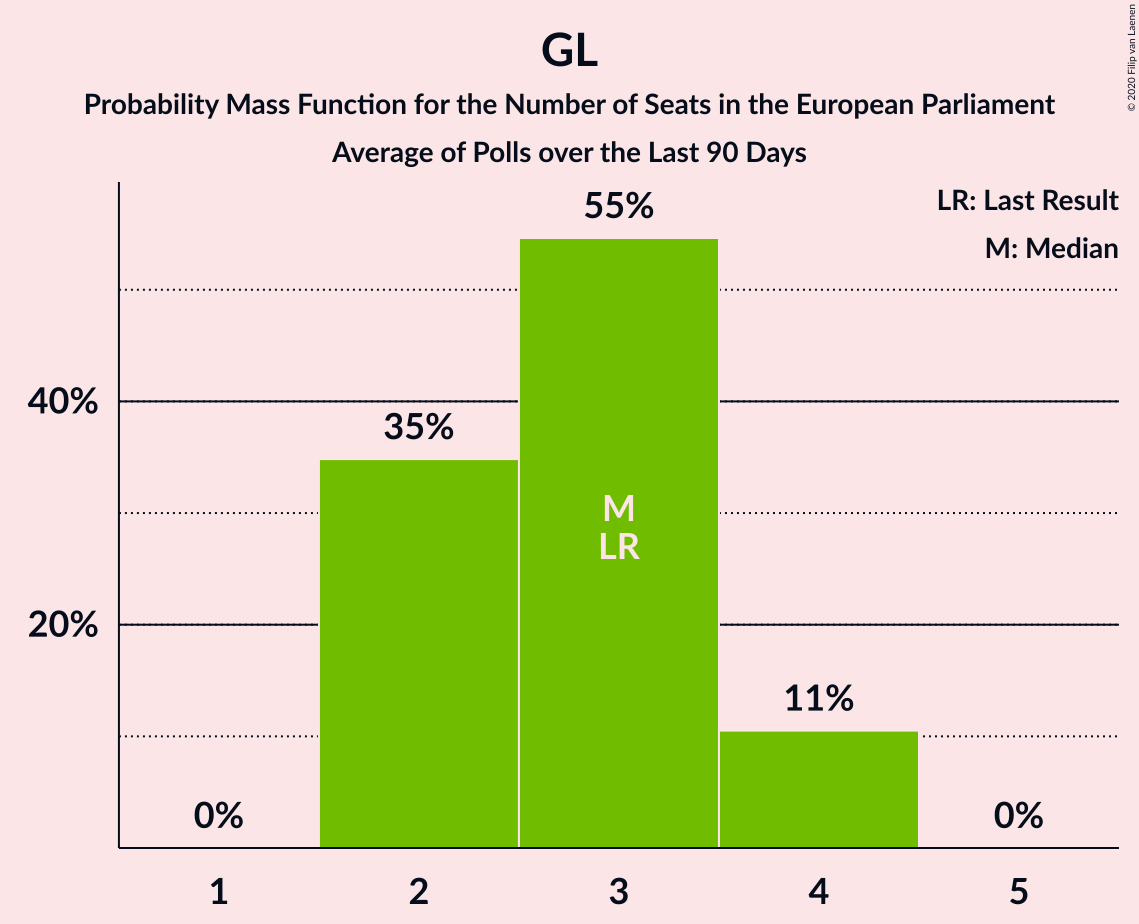 GL
Probability Mass Function for the Number of Seats in the European Parliament
Average of Polls over the Last 90 Days
© 2020 Filip van Laenen
LR: Last Result
M: Median
55%
40%
35%
M
LR
20%
11%
0%
0%
1
2
3
4
5